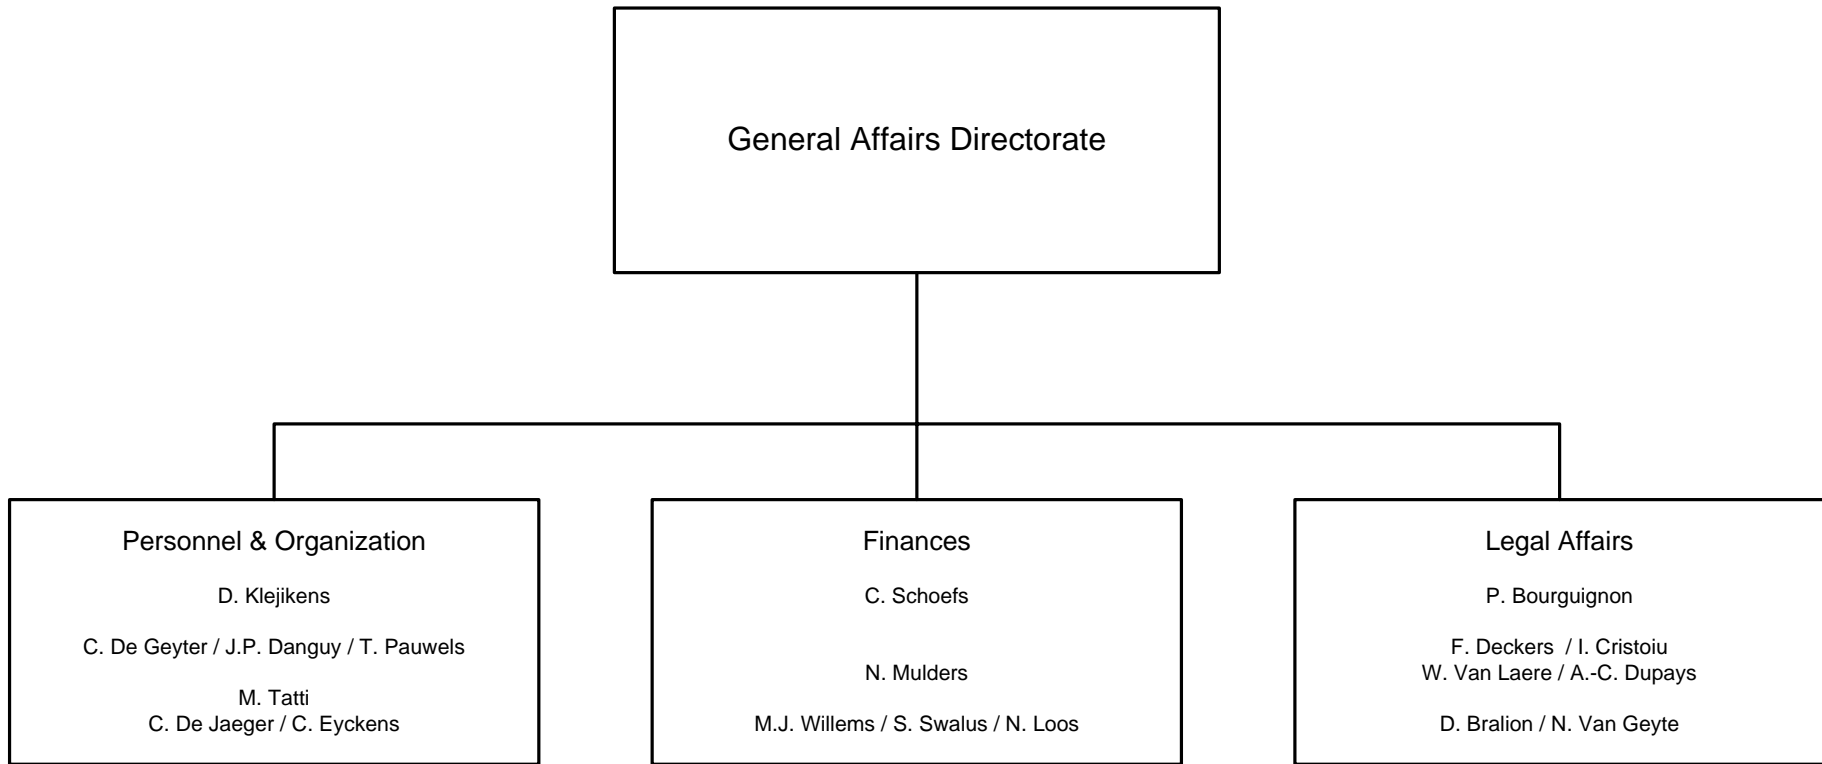 General Affairs Directorate
Personnel & Organization
D. Klejikens
C. De Geyter / J.P. Danguy / T. Pauwels
M. Tatti
C. De Jaeger / C. Eyckens
Finances
C. Schoefs
N. Mulders
M.J. Willems / S. Swalus / N. Loos
Legal Affairs
P. Bourguignon
F. Deckers / I. Cristoiu
W. Van Laere / A.-C. Dupays
D. Bralion / N. Van Geyte